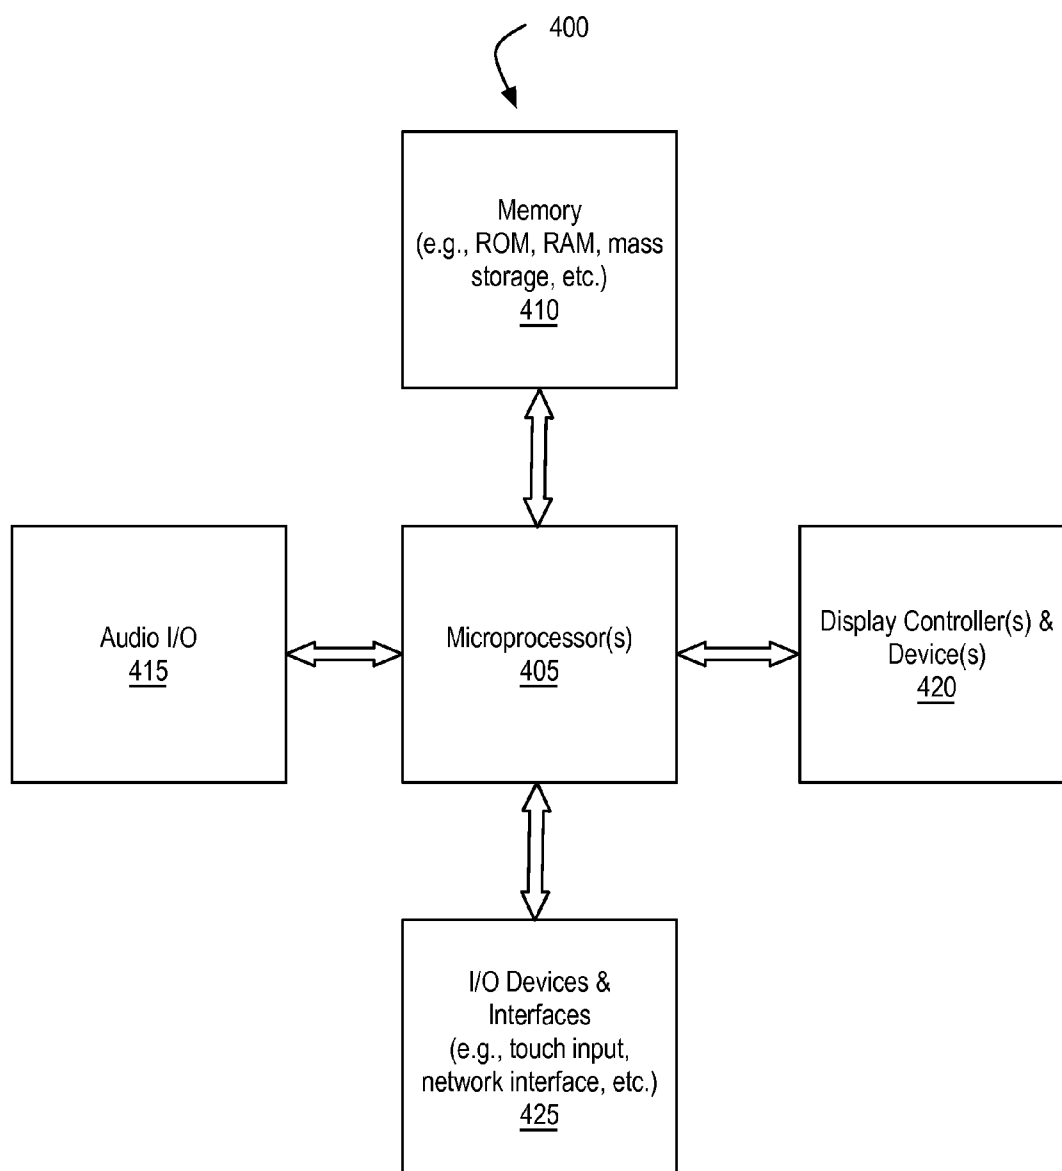 400
Memory
(e.g., ROM, RAM, mass
storage, etc.)
410
Audio I/O
415
Microprocessor(s)
405
Display Controller(s) &
Device(s)
420
I/O Devices &
Interfaces
(e.g., touch input,
network interface, etc.)
425